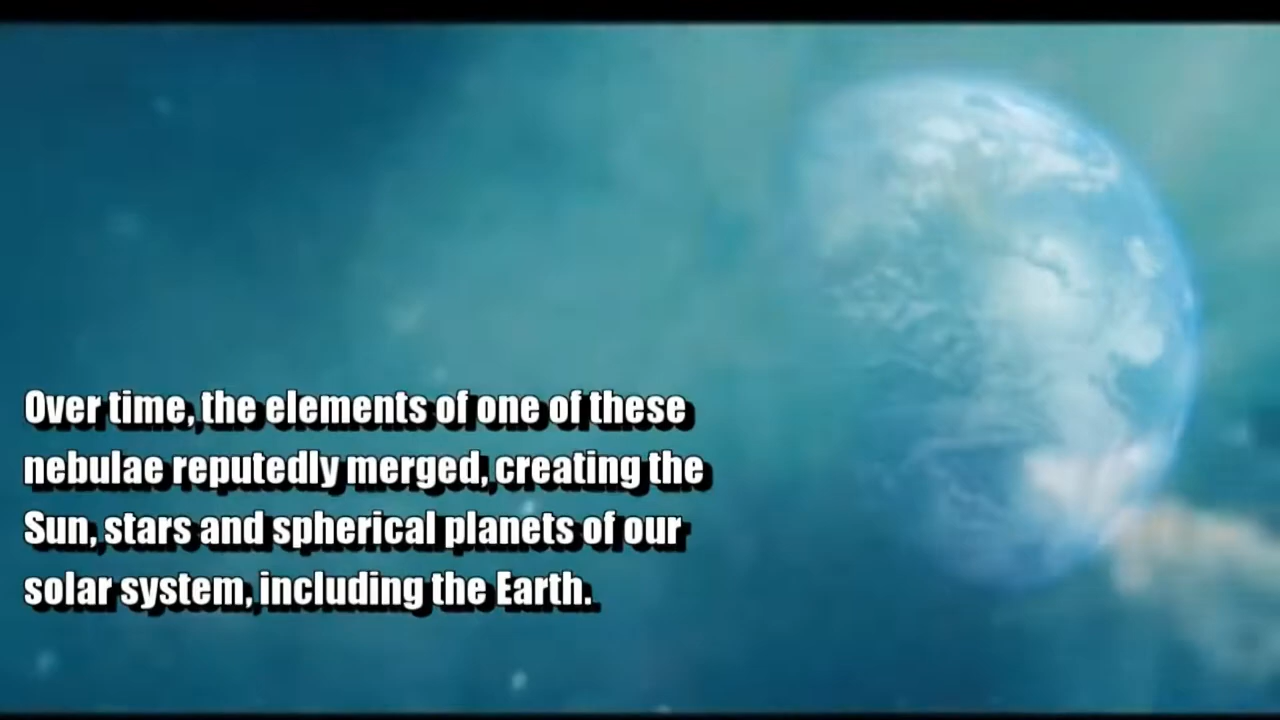 Over time, the elements of one of these
nebulae reputedly merged, creating the
Sun, stars and spherical planets of our
solar system, including the Earth.